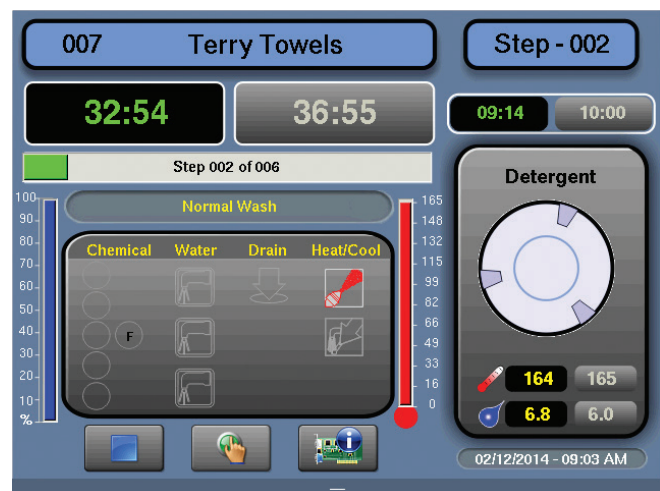 007 Terry Towels
Step - 002
32:54 36:55
09:14 10:00
Step 002 of 006
Detergent
Normal Wash
Chemical Water Drain Heat/Cool
F
100
90
80
70
60
50
40
30
20
10
%
165
148
132
115
99
82
66
49
33
16
0
164 165
6.8 6.0
i
02/12/2014 - 09:03 AM